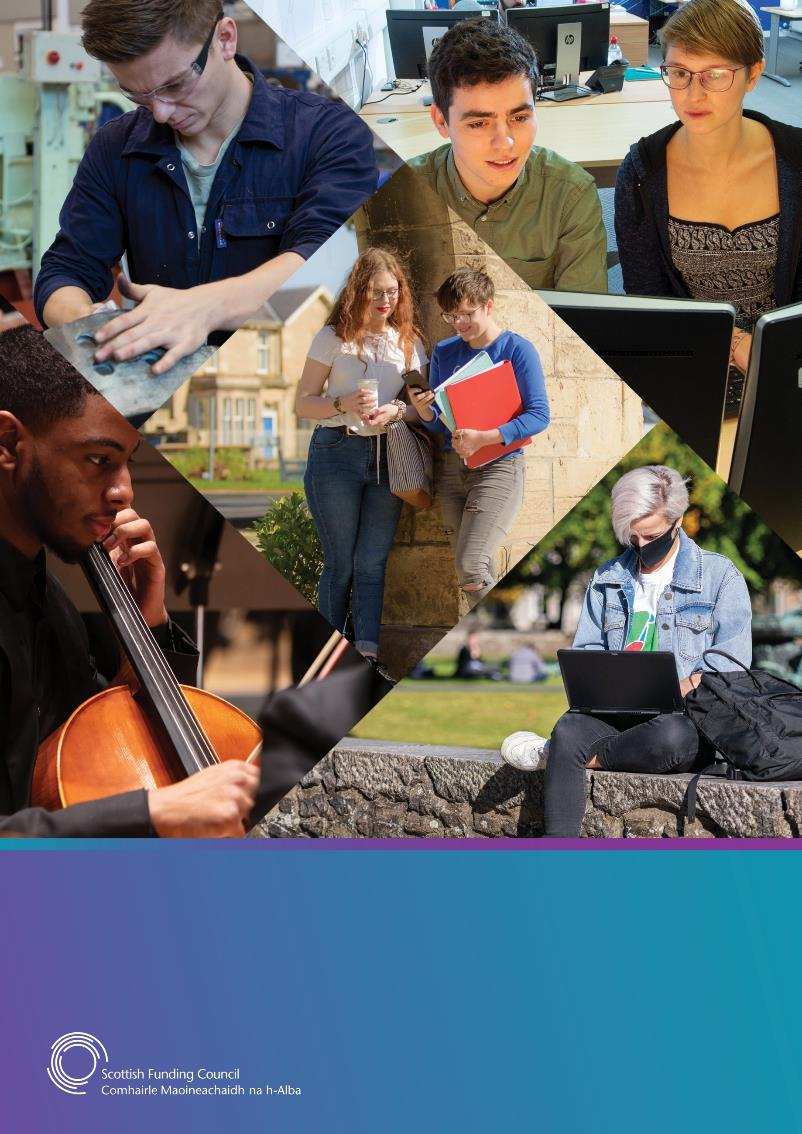 Scottish Funding Council
Comhairle Maoineachaidh na h-Alba